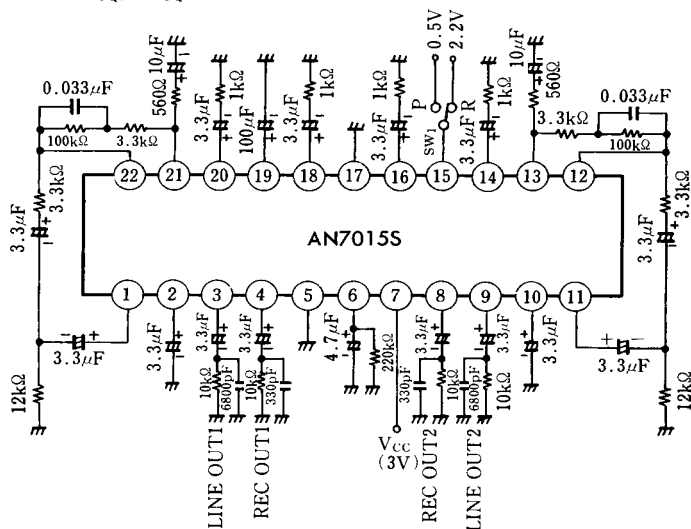 10μF
560Ω
0.033μF
100kΩ
3.3kΩ
3.3μF
1kΩ
100μF
1kΩ
3.3μF
1kΩ
3.3μF
0.5V
2.2V
P
R
SW1
1kΩ
3.3μF
10μF
560Ω
3.3kΩ
0.033μF
100kΩ
22 21 20 19 18 17 16 15 14 13 12
3.3kΩ
3.3μF
AN7015S
3.3kΩ
3.3μF
1 2 3 4 5 6 7 8 9 10 11
3.3μF
12kΩ
3.3μF
3.3μF
10kΩ
6800pF
LINE OUT1
3.3μF
10kΩ
330pF
REC OUT1
4.7μF
220kΩ
VCC
(3V)
3.3μF
330pF
10kΩ
REC OUT2
3.3μF
6800pF
10kΩ
LINE OUT2
3.3μF
3.3μF
12kΩ